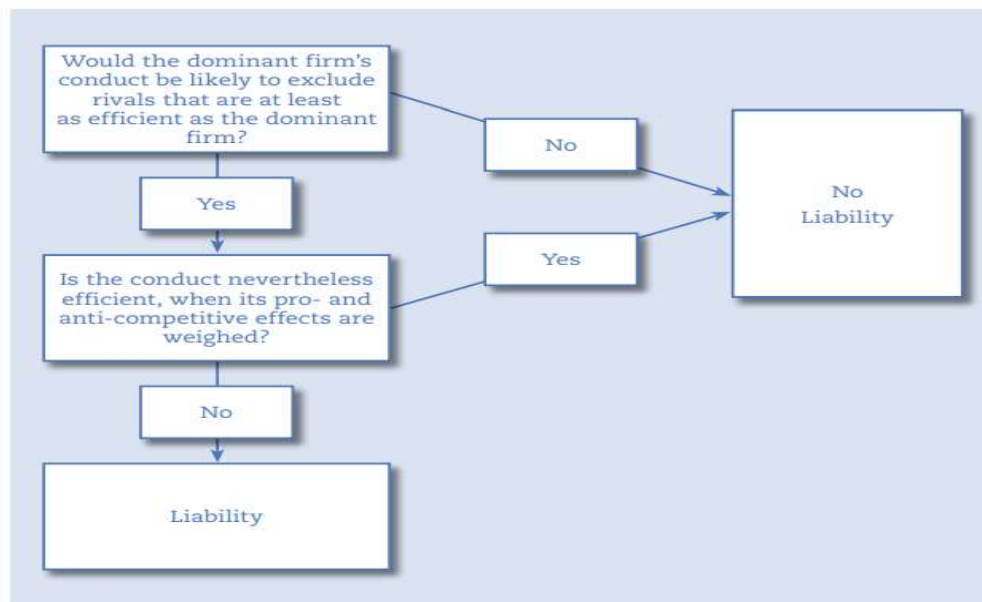 Would the dominant firm's
conduct be likely to exclude
rivals that are at least
as efficient as the dominant
firm?
No
No
Liability
Yes
Is the conduct nevertheless
efficient, when its pro- and
anti-competitive effects are
weighed?
Yes
No
Liability